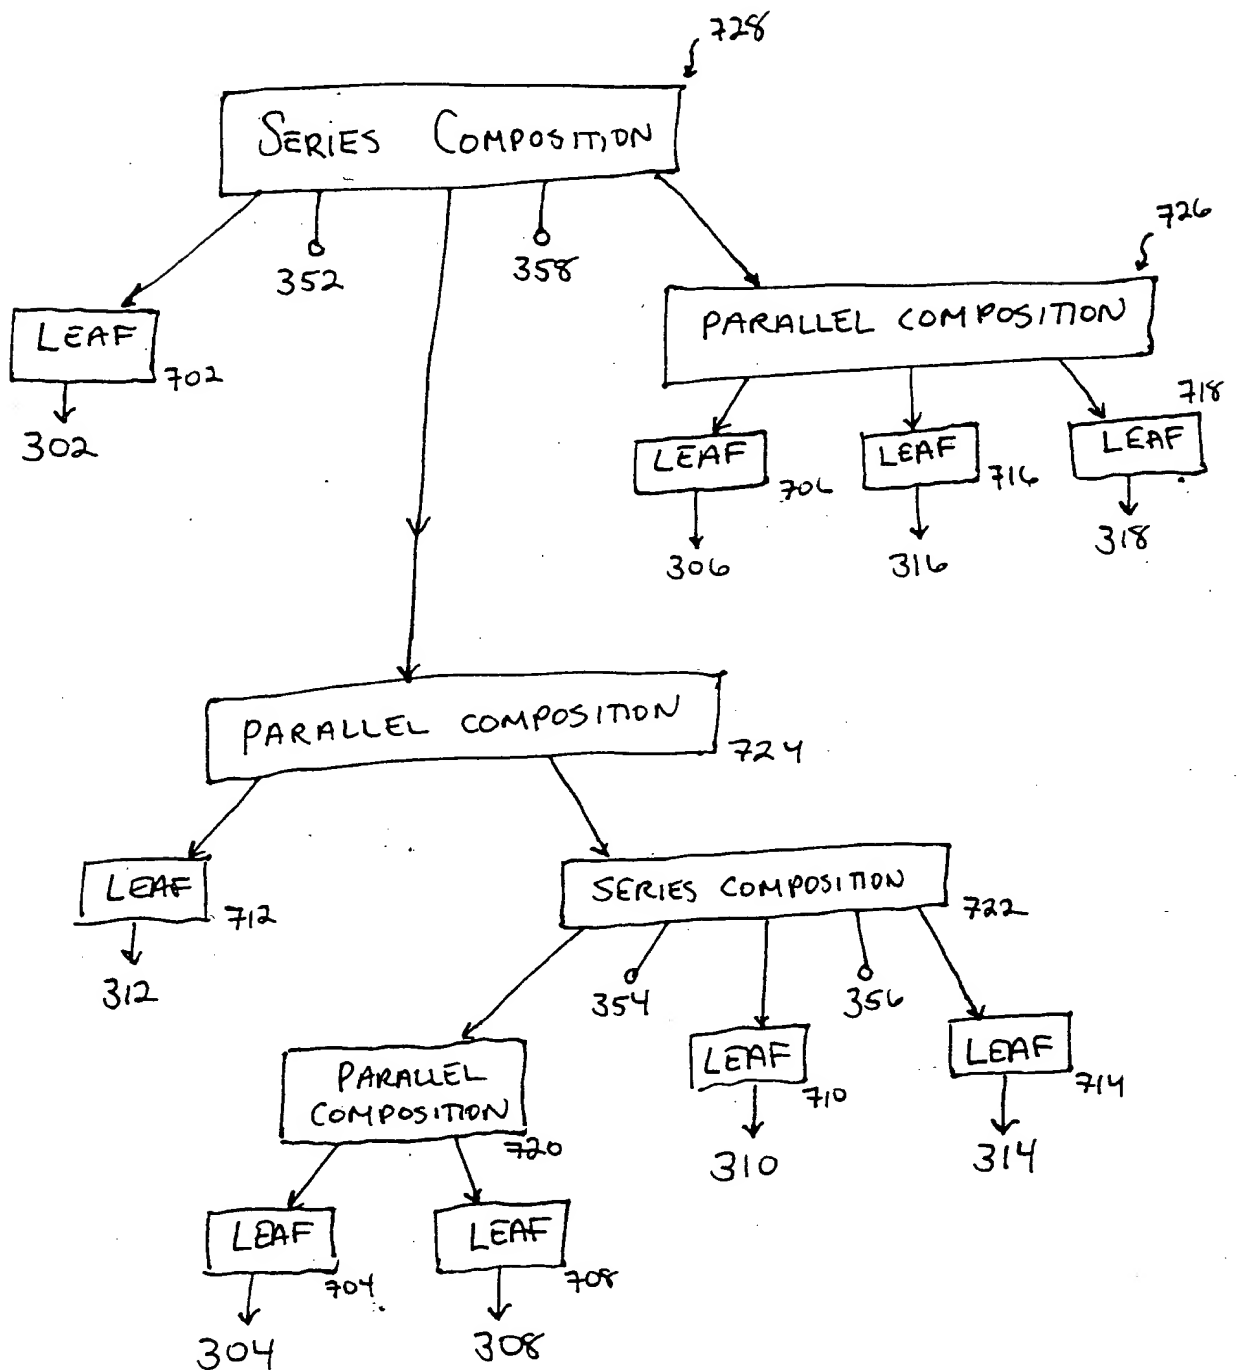 728
SERIES COMPOSITION
726
352
358
PARALLEL COMPOSITION
LEAF
702
302
718
LEAF
706
LEAF
716
LEAF
306
316
318
PARALLEL COMPOSITION
724
LEAF
712
312
SERIES COMPOSITION
722
354
356
PARALLEL
COMPOSITION
720
LEAF
710
310
LEAF
714
314
LEAF
704
304
LEAF
708
308